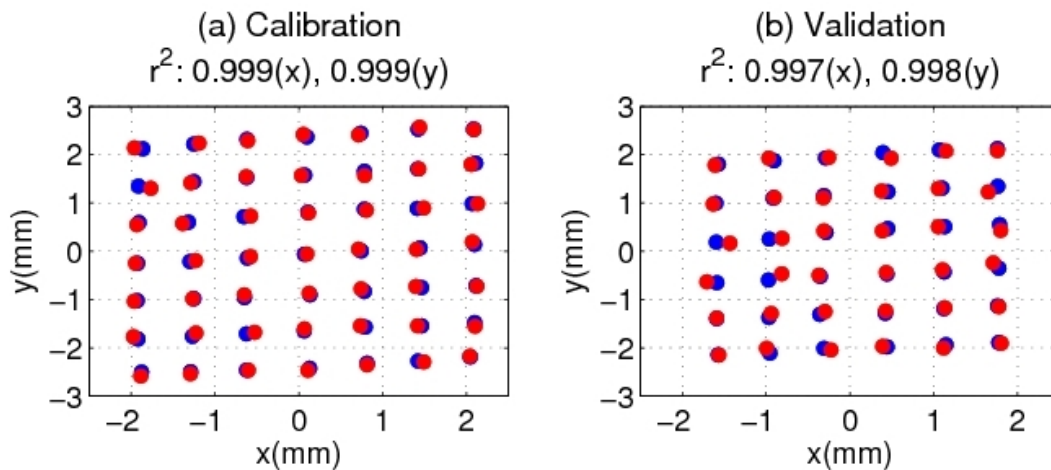 (a) Calibration
r²: 0.999(x), 0.999(y)
3
2
1
0
−1
−2
−3
y(mm)
−2 −1 0 1 2
x(mm)
(b) Validation
r²: 0.997(x), 0.998(y)
3
2
1
0
−1
−2
−3
y(mm)
−2 −1 0 1 2
x(mm)